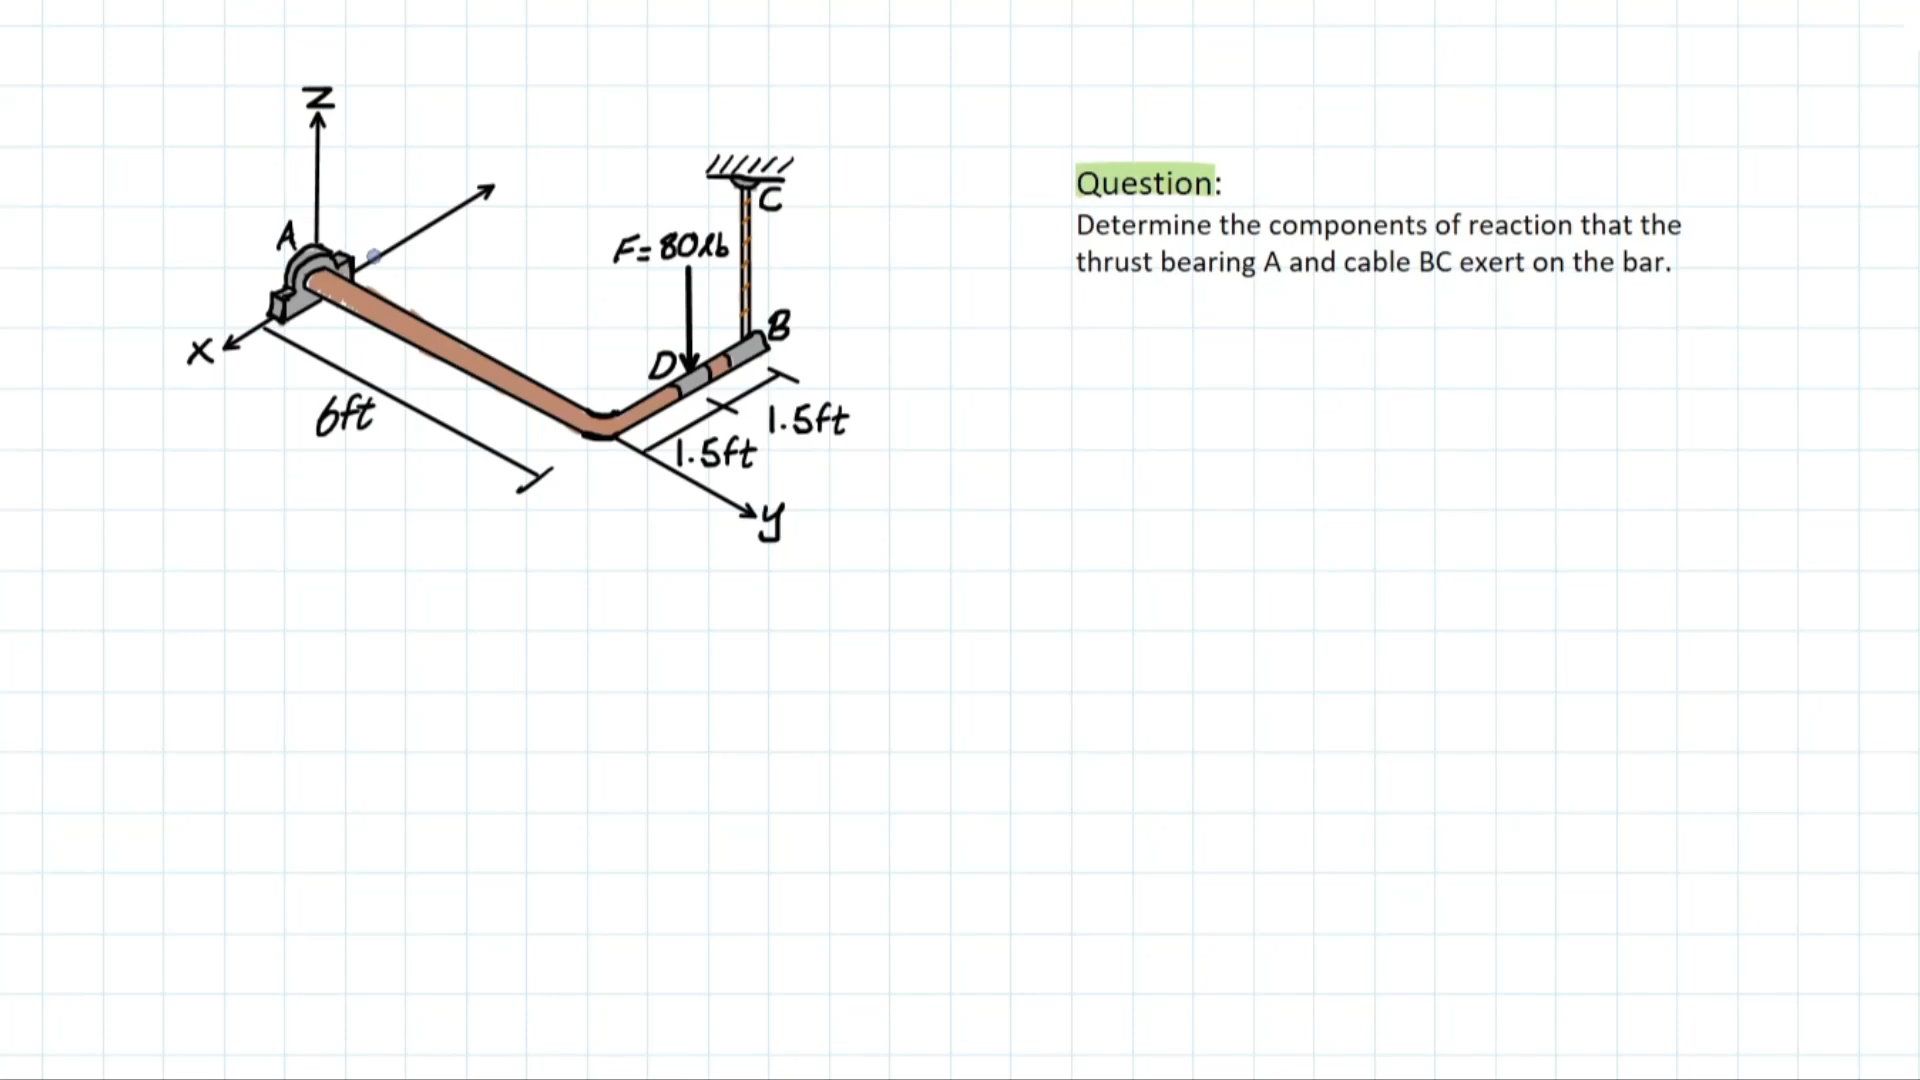 Z
A
C
F=80lb
B
D
X
6ft
1.5ft
1.5ft
y
Question:
Determine the components of reaction that the
thrust bearing A and cable BC exert on the bar.